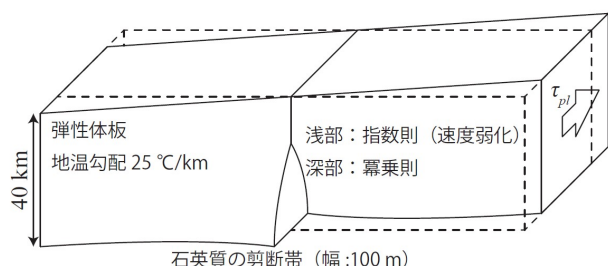 弾性体板
地温勾配 25 ℃/km
40 km
浅部：指数則（速度弱化）
深部：冪乗則
τpl
石英質の剪断帯（幅 :100 m）